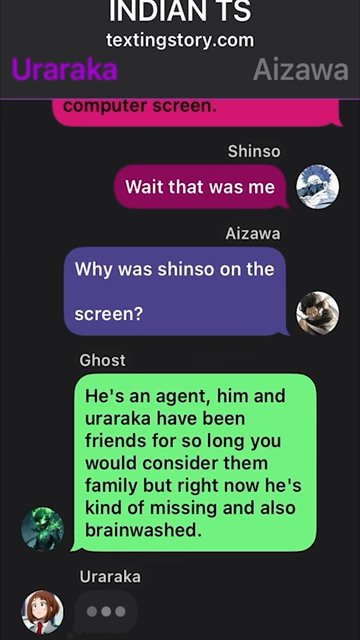 INDIAN TS
textingstory.com
Uraraka Aizawa
computer screen.
Shinso
Wait that was me
Aizawa
Why was shinso on the
screen?
Ghost
He's an agent, him and
uraraka have been
friends for so long you
would consider them
family but right now he's
kind of missing and also
brainwashed.
Uraraka